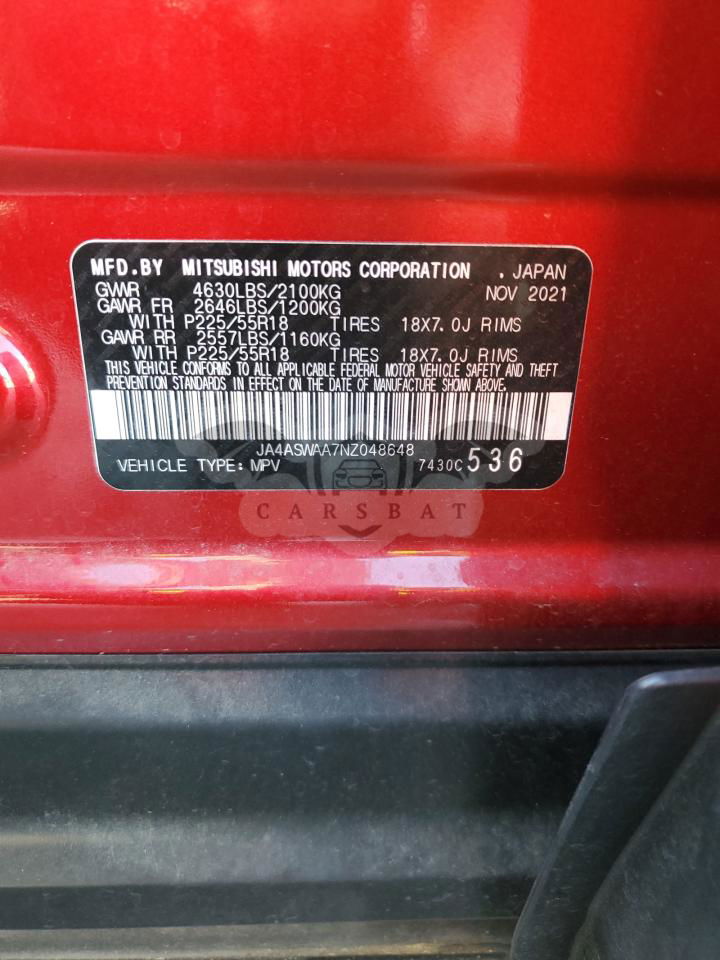 MFD.BY MITSUBISHI MOTORS CORPORATION . JAPAN
GVWR 4630LBS/2100KG NOV 2021
GAWR FR 2646LBS/1200KG
WITH P225/55R18 TIRES 18X7.0J RIMS
GAWR RR 2557LBS/1160KG
WITH P225/55R18 TIRES 18X7.0J RIMS
THIS VEHICLE CONFORMS TO ALL APPLICABLE FEDERAL MOTOR VEHICLE SAFETY AND THEFT
PREVENTION STANDARDS IN EFFECT ON THE DATE OF MANUFACTURE SHOWN ABOVE.
JA4ASWAA7NZ048648
VEHICLE TYPE: MPV 7430C 536
CARSBAT